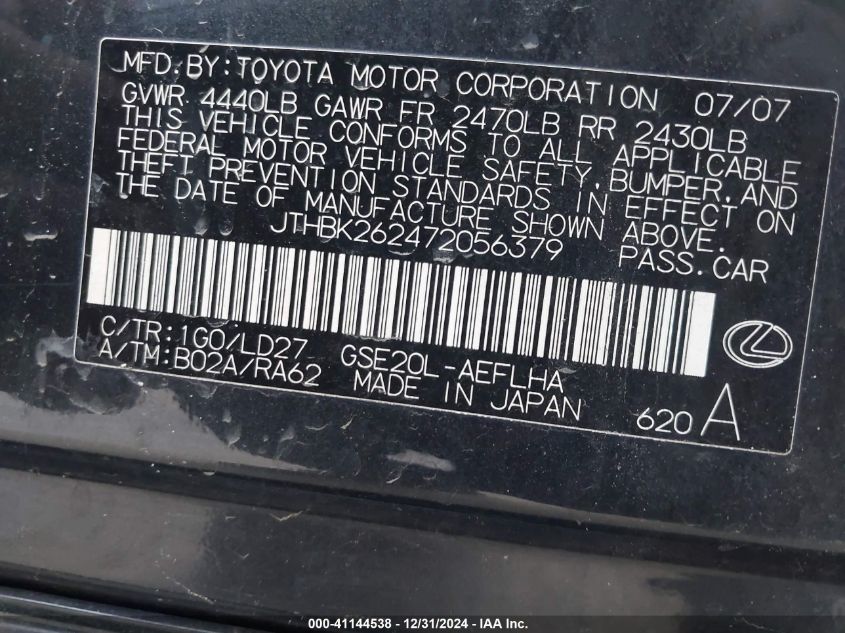 MFD. BY: TOYOTA MOTOR CORPORATION 07/07
GVWR 4440LB GAWR FR 2470LB RR 2430LB
THIS VEHICLE CONFORMS TO ALL APPLICABLE
FEDERAL MOTOR VEHICLE SAFETY, BUMPER, AND
THEFT PREVENTION STANDARDS IN EFFECT ON
THE DATE OF MANUFACTURE SHOWN ABOVE.
JTHBK262472056379 PASS. CAR
C/TR: 1G0/LD27
A/TM: B02A/RA62
GSE20L-AEFLHA
MADE IN JAPAN
620 A
000-41144538 - 12/31/2024 - IAA Inc.